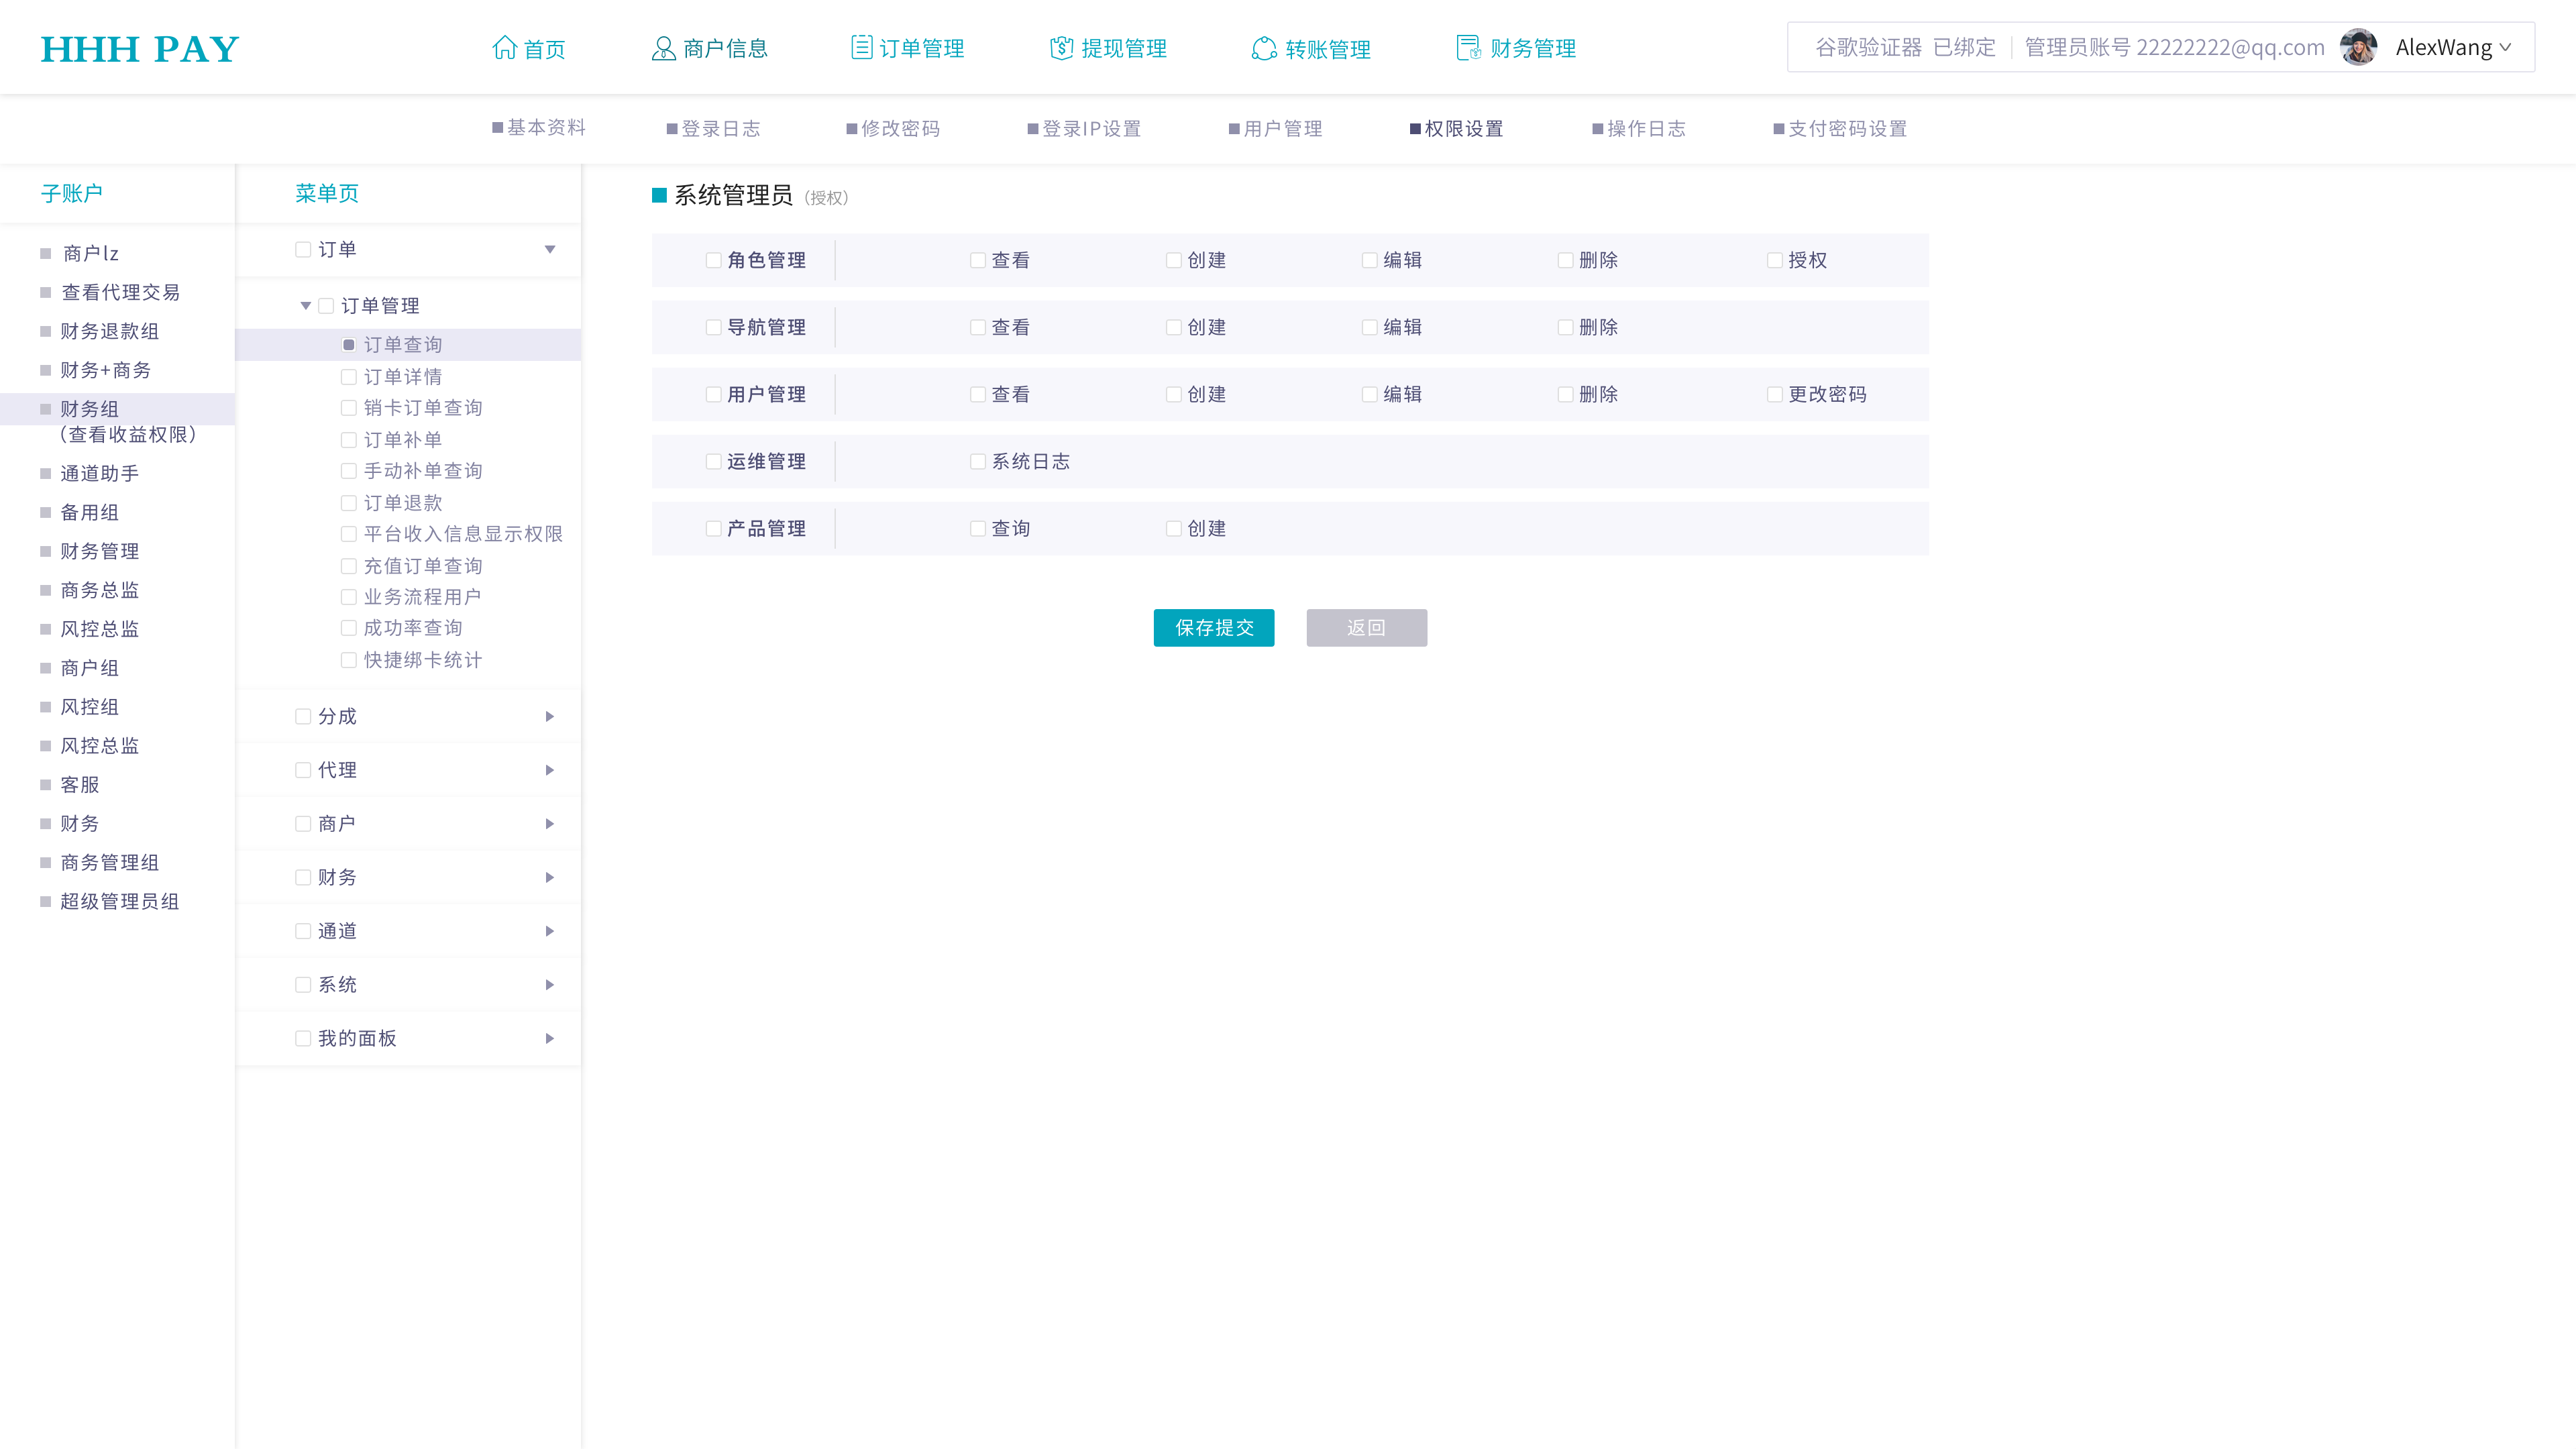 HHH PAY
首页
商户信息
订单管理
提现管理
转账管理
财务管理
谷歌验证器 已绑定
管理员账号 22222222@qq.com
AlexWang
基本资料
登录日志
修改密码
登录IP设置
用户管理
权限设置
操作日志
支付密码设置
子账户
商户lz
查看代理交易
财务退款组
财务+商务
财务组
（查看收益权限）
通道助手
备用组
财务管理
商务总监
风控总监
商户组
风控组
风控总监
客服
财务
商务管理组
超级管理员组
菜单页
订单
订单管理
订单查询
订单详情
销卡订单查询
订单补单
手动补单查询
订单退款
平台收入信息显示权限
充值订单查询
业务流程用户
成功率查询
快捷绑卡统计
分成
代理
商户
财务
通道
系统
我的面板
系统管理员（授权）
角色管理 查看 创建 编辑 删除 授权
导航管理 查看 创建 编辑 删除
用户管理 查看 创建 编辑 删除 更改密码
运维管理 系统日志
产品管理 查询 创建
保存提交 返回